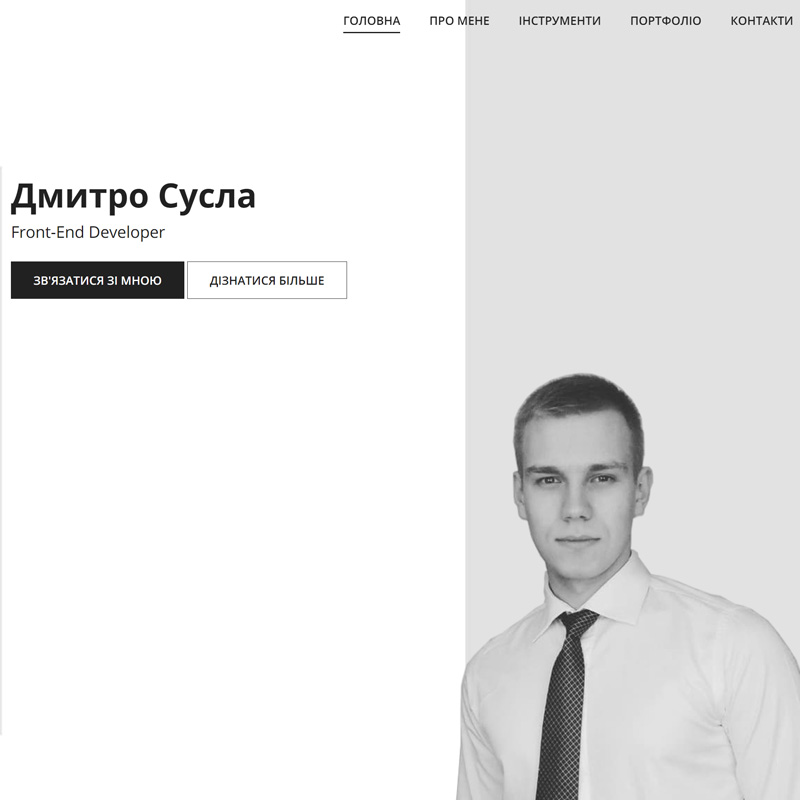 ГОЛОВНА ПРО МЕНЕ ІНСТРУМЕНТИ ПОРТФОЛІО КОНТАКТИ
Дмитро Сусла
Front-End Developer
ЗВ'ЯЗАТИСЯ ЗІ МНОЮ ДІЗНАТИСЯ БІЛЬШЕ